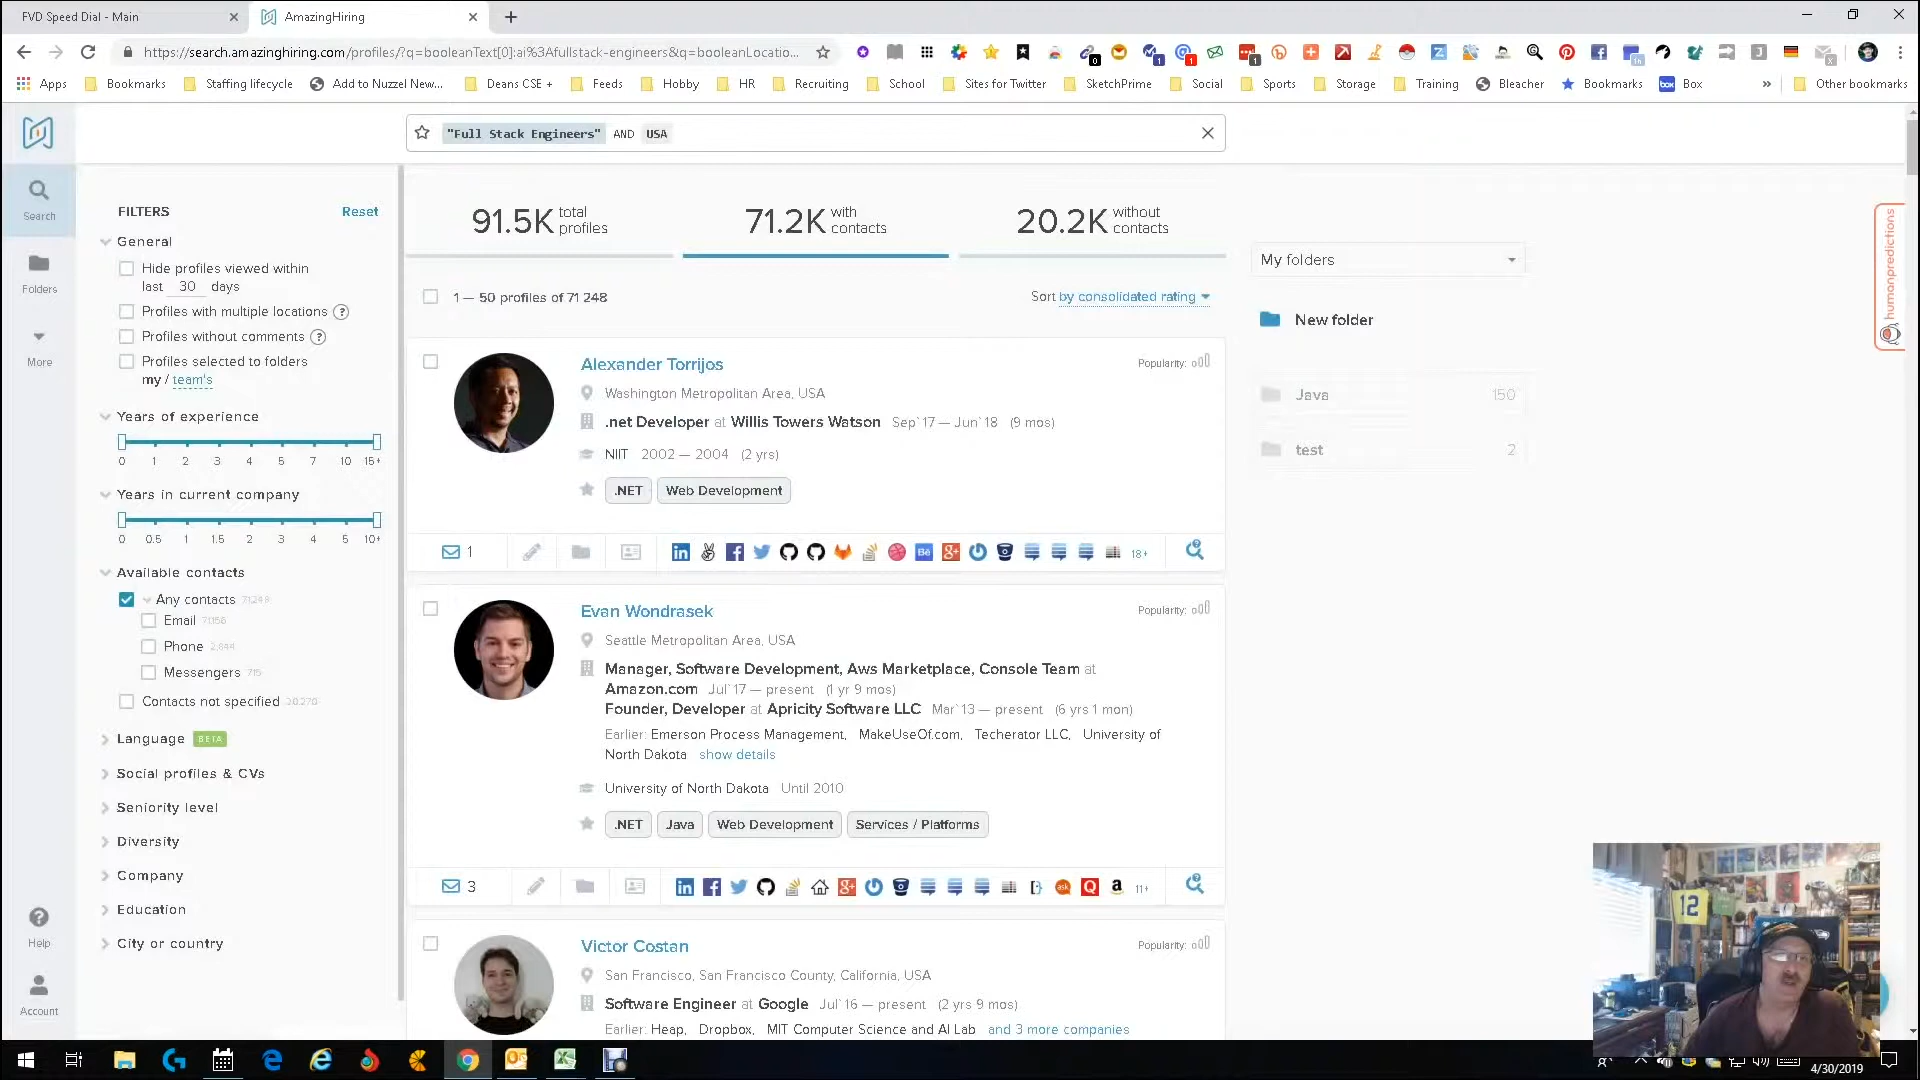 FVD Speed Dial - Main
AmazingHiring
https://search.amazinghiring.com/profiles/?q=booleanText[0]:ai%3Afullstack-engineers&q=booleanLocatio...
Apps
Bookmarks
Staffing lifecycle
Add to Nuzzel New...
Deans CSE +
Feeds
Hobby
HR
Recruiting
School
Sites for Twitter
SketchPrime
Social
Sports
Storage
Training
Bleacher
Bookmarks
Box
Other bookmarks
"Full Stack Engineers" AND USA
Search
Folders
More
Help
Account
FILTERS
Reset
General
Hide profiles viewed within
last 30 days
Profiles with multiple locations ?
Profiles without comments ?
Profiles selected to folders
my / team's
Years of experience
0 1 2 3 4 5 7 10 15+
Years in current company
0 0.5 1 1.5 2 3 4 5 10+
Available contacts
Any contacts 71,248
Email
Phone 2,844
Messengers 715
Contacts not specified 20,270
Language BETA
Social profiles & CVs
Seniority level
Diversity
Company
Education
City or country
91.5K total profiles
71.2K with contacts
20.2K without contacts
1 — 50 profiles of 71 248
Sort by consolidated rating
Alexander Torrijos
Popularity:
Washington Metropolitan Area, USA
.net Developer at Willis Towers Watson Sep`17 — Jun`18 (9 mos)
NIIT 2002 — 2004 (2 yrs)
.NET
Web Development
1
18+
Evan Wondrasek
Popularity:
Seattle Metropolitan Area, USA
Manager, Software Development, Aws Marketplace, Console Team at
Amazon.com Jul`17 — present (1 yr 9 mos)
Founder, Developer at Apricity Software LLC Mar`13 — present (6 yrs 1 mon)
Earlier: Emerson Process Management, MakeUseOf.com, Techerator LLC, University of
North Dakota show details
University of North Dakota Until 2010
.NET
Java
Web Development
Services / Platforms
3
11+
Victor Costan
Popularity:
San Francisco, San Francisco County, California, USA
Software Engineer at Google Jul`16 — present (2 yrs 9 mos)
Earlier: Heap, Dropbox, MIT Computer Science and AI Lab and 3 more companies
My folders
New folder
Java 150
test 2
humanpredictions
12
4/30/2019